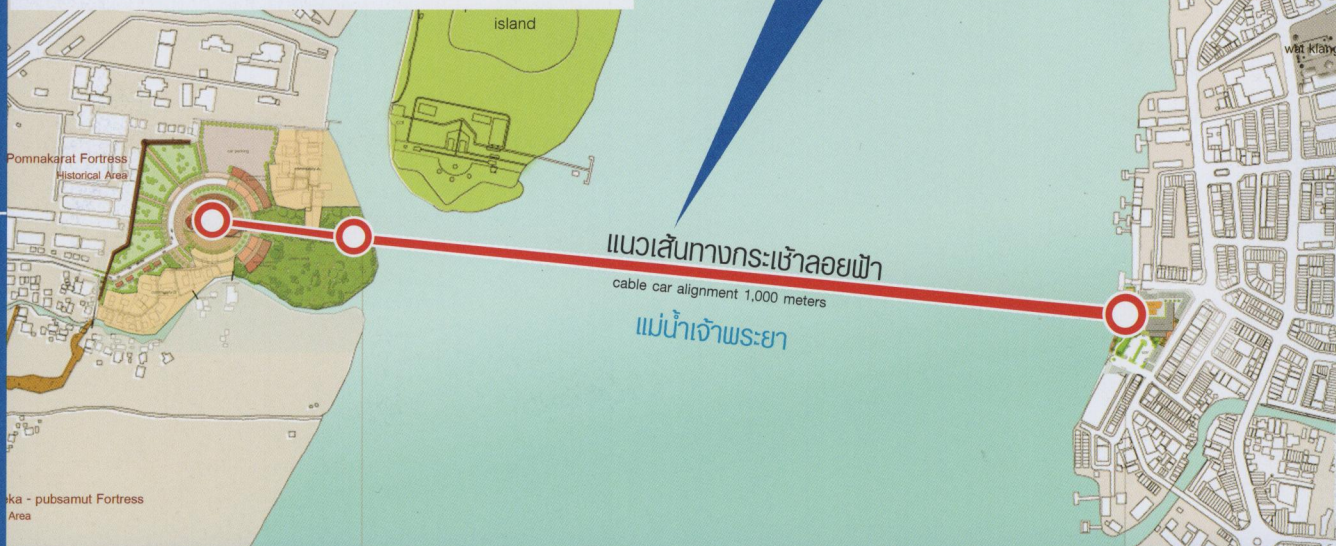 island
wat klang
Pomnakarat Fortress
Historical Area
แนวเส้นทางกระเช้าลอยฟ้า
cable car alignment 1,000 meters
แม่น้ำเจ้าพระยา
ka - pubsamut Fortress
Area